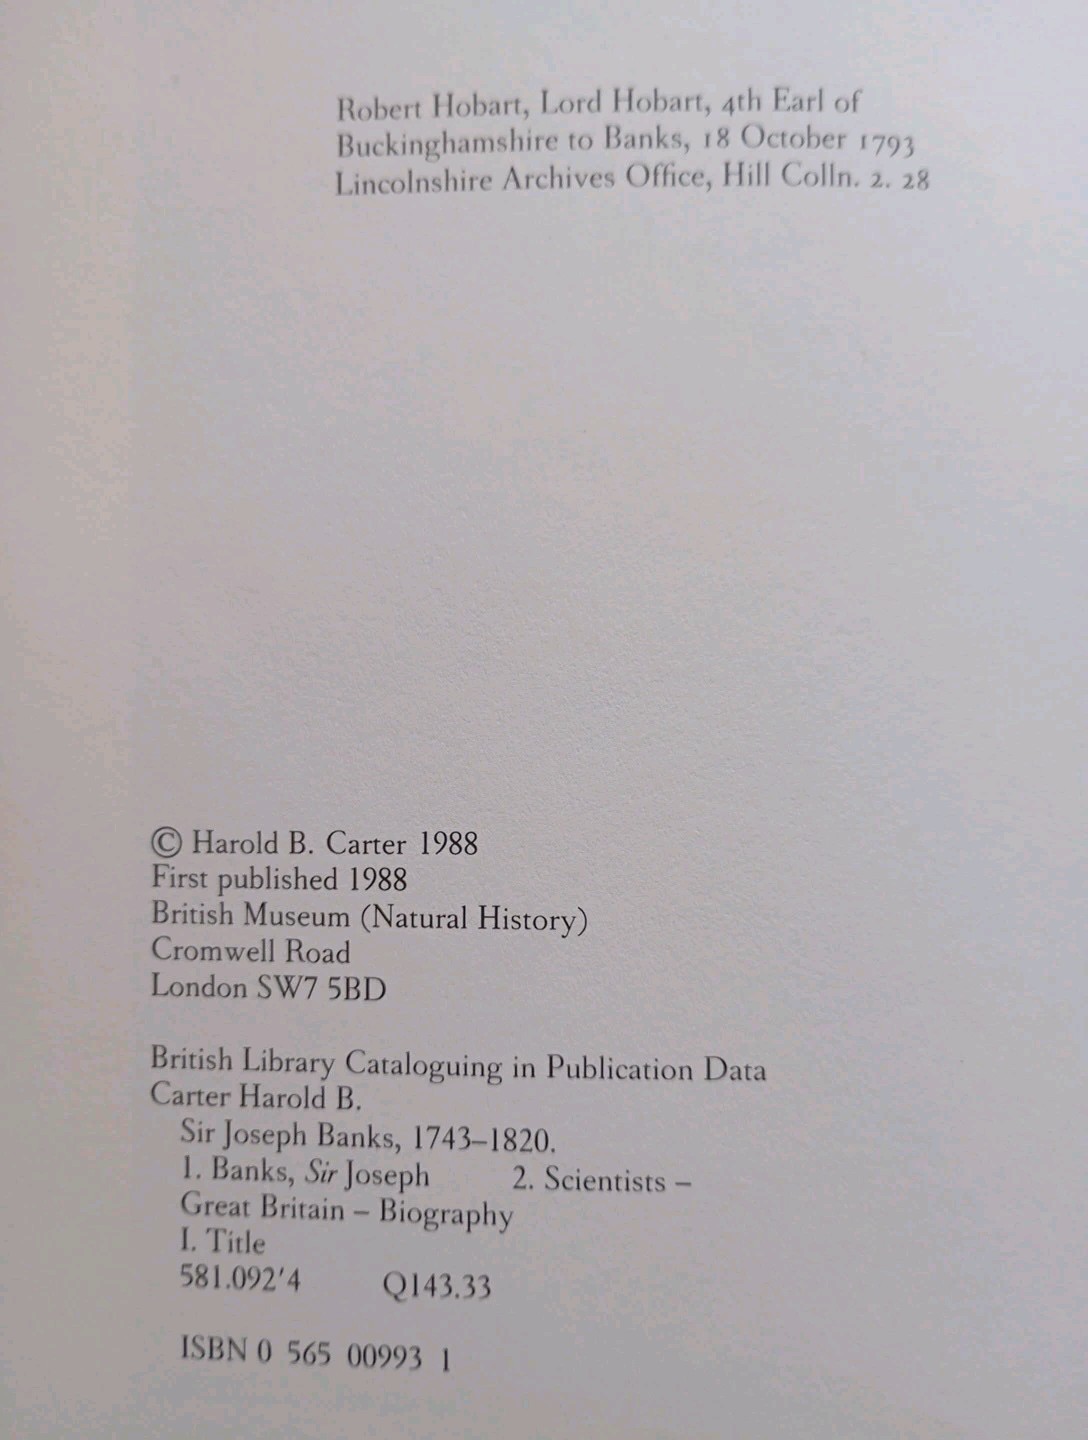 Robert Hobart, Lord Hobart, 4th Earl of
Buckinghamshire to Banks, 18 October 1793
Lincolnshire Archives Office, Hill Colln. 2. 28
© Harold B. Carter 1988
First published 1988
British Museum (Natural History)
Cromwell Road
London SW7 5BD
British Library Cataloguing in Publication Data
Carter Harold B.
Sir Joseph Banks, 1743–1820.
1. Banks, Sir Joseph 2. Scientists –
Great Britain – Biography
I. Title
581.092'4 Q143.33
ISBN 0 565 00993 1